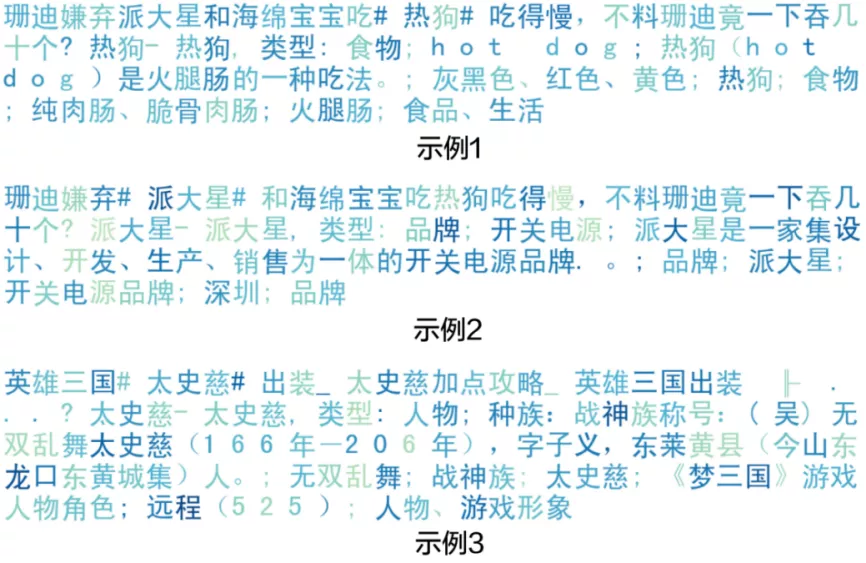 珊迪嫌弃派大星和海绵宝宝吃# 热狗# 吃得慢，不料珊迪竟一下吞几
十个？热狗- 热狗, 类型: 食物; ｈｏｔ　ｄｏｇ; 热狗（ｈｏｔ
ｄｏｇ）是火腿肠的一种吃法。; 灰黑色、红色、黄色; 热狗; 食物
; 纯肉肠、脆骨肉肠; 火腿肠; 食品、生活
示例1
珊迪嫌弃# 派大星# 和海绵宝宝吃热狗吃得慢，不料珊迪竟一下吞几
十个？派大星- 派大星, 类型: 品牌; 开关电源; 派大星是一家集设
计、开发、生产、销售为一体的开关电源品牌. 。; 品牌; 派大星;
开关电源品牌; 深圳; 品牌
示例2
英雄三国# 太史慈# 出装_ 太史慈加点攻略_ 英雄三国出装　╟ .
. . ? 太史慈- 太史慈, 类型: 人物; 种族: 战神族称号: (吴) 无
双乱舞太史慈（１６６年－２０６年），字子义，东莱黄县（今山东
龙口东黄城集）人。; 无双乱舞; 战神族; 太史慈; 《梦三国》游戏
人物角色; 远程（５２５）; 人物、游戏形象
示例3